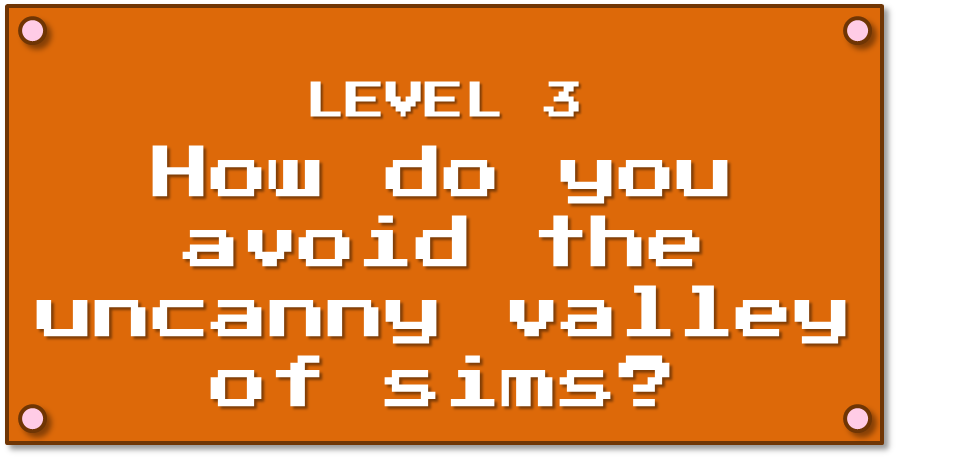 LEVEL 3
How do you
avoid the
uncanny valley
of sims?